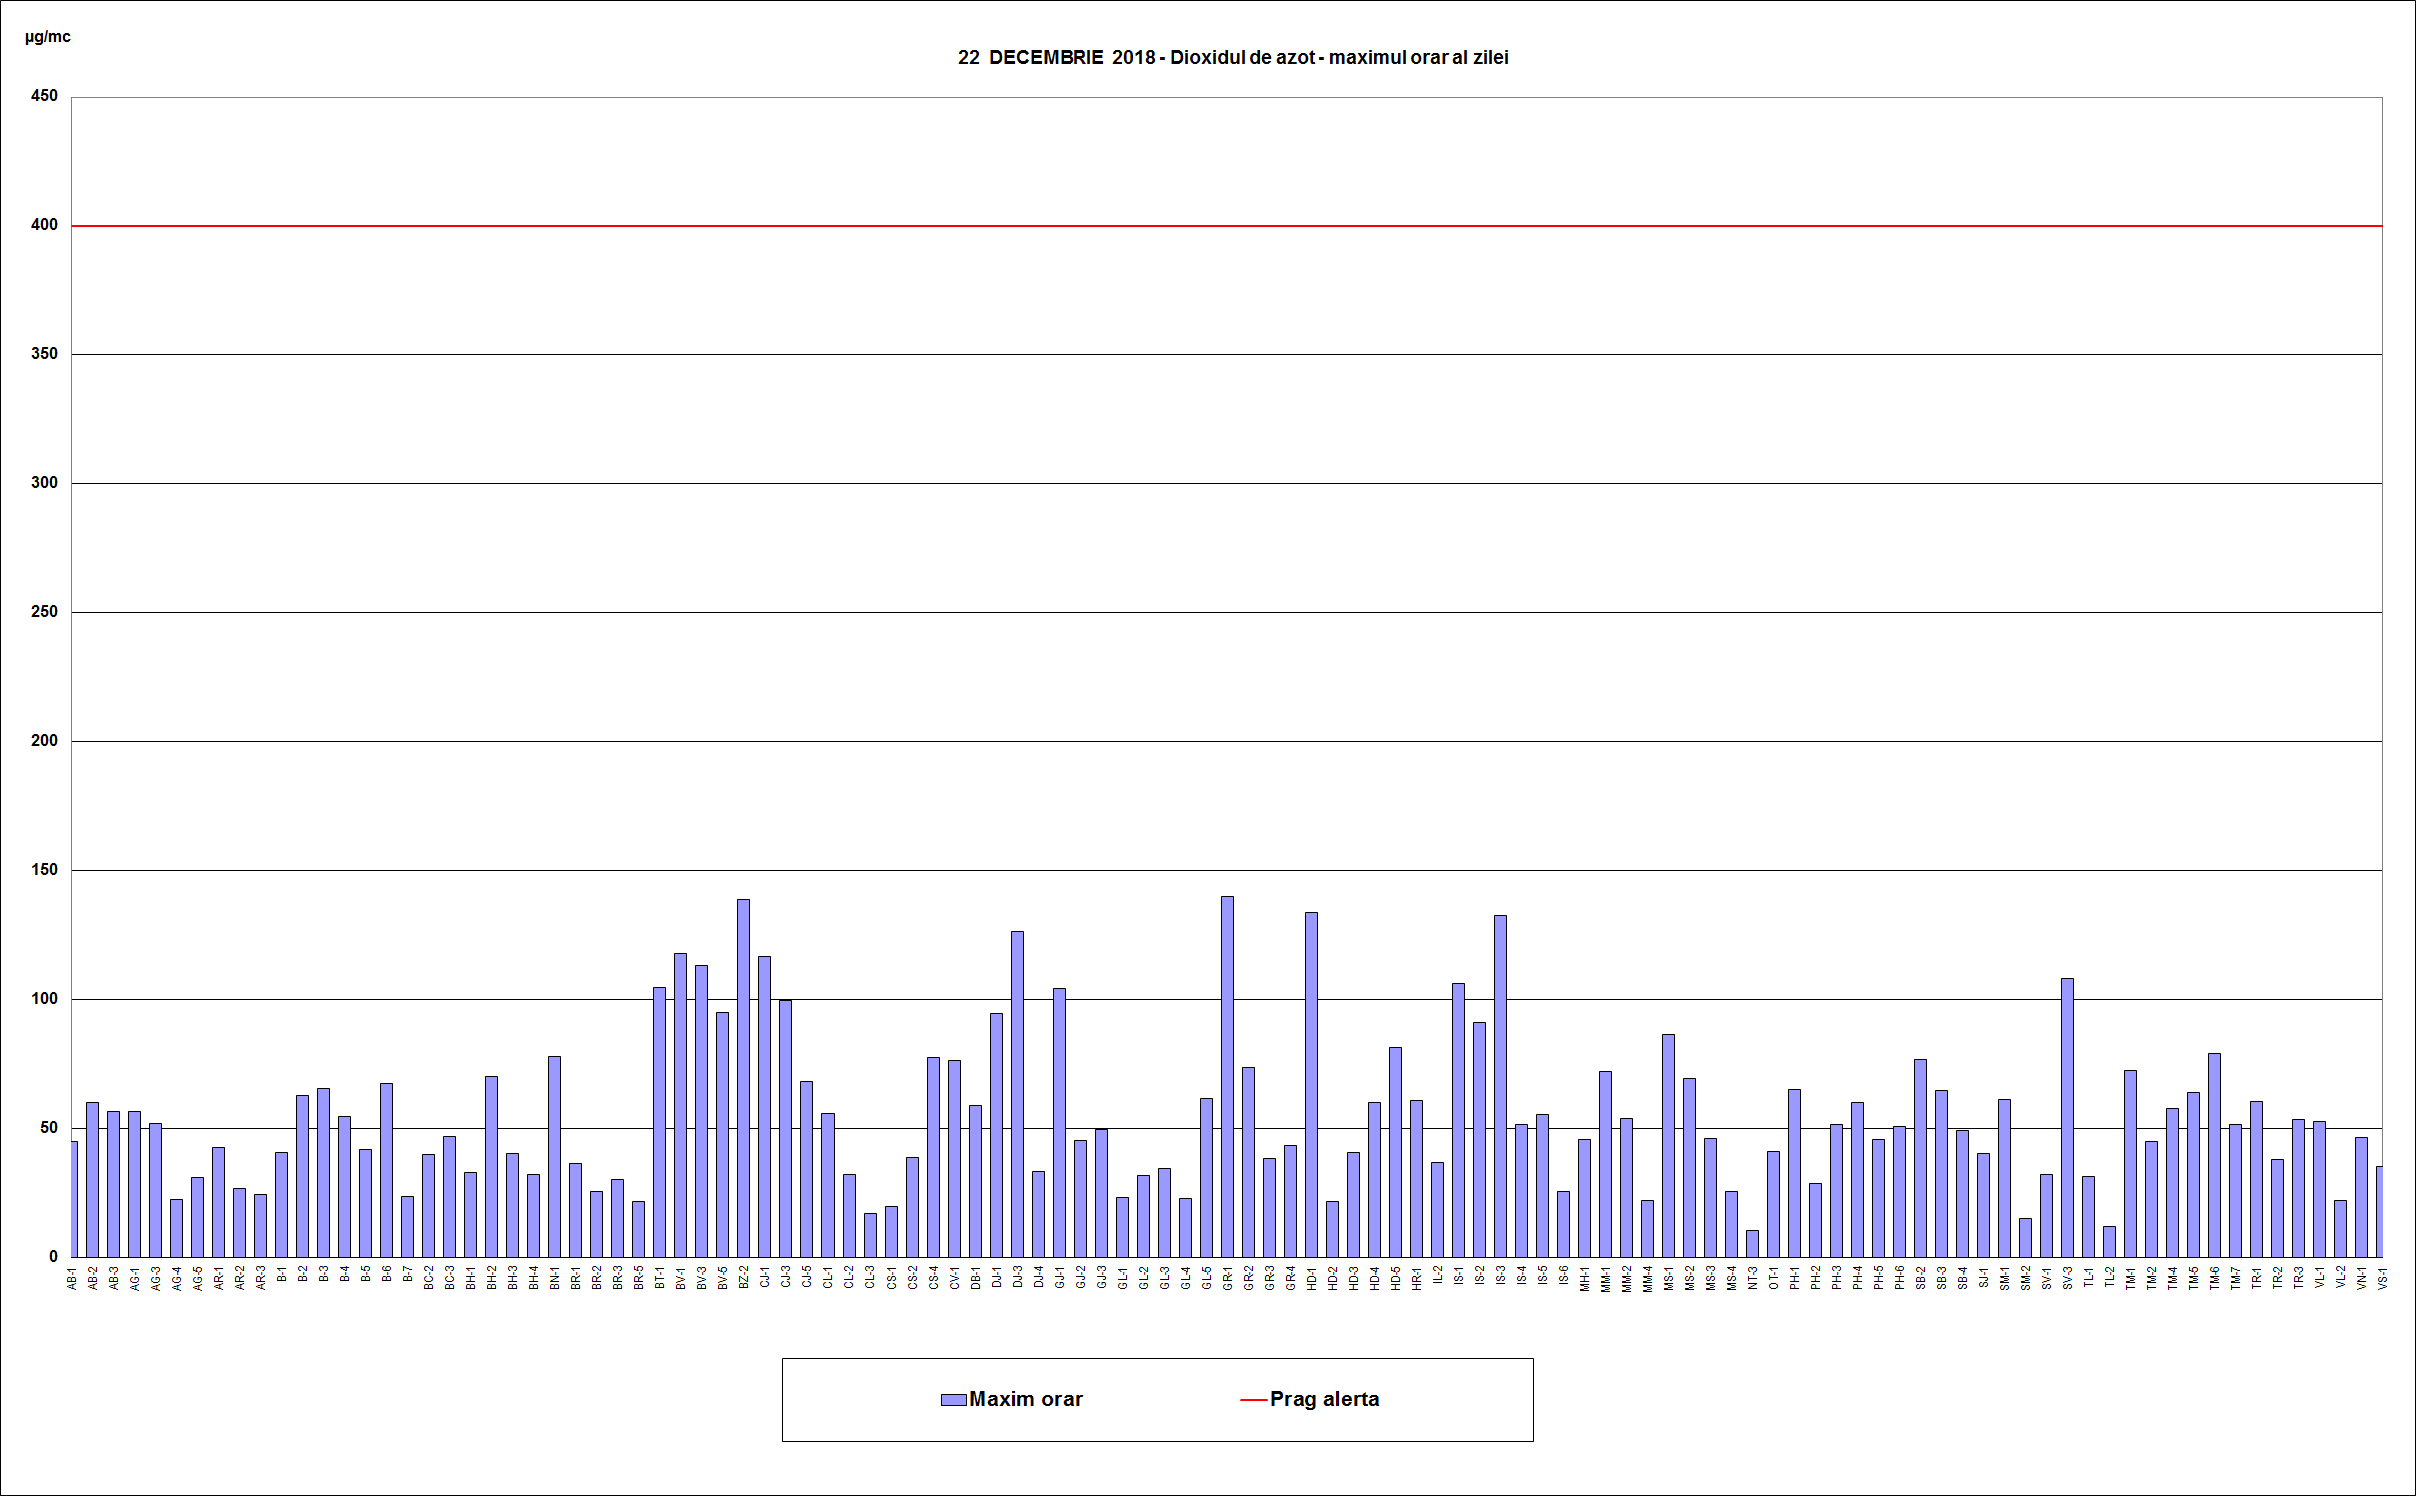 µg/mc
22 DECEMBRIE 2018 - Dioxidul de azot - maximul orar al zilei
450
400
350
300
250
200
150
100
50
0
AB-1 AB-2 AB-3 AG-1 AG-3 AG-4 AG-5 AR-1 AR-2 AR-3 B-1 B-2 B-3 B-4 B-5 B-6 B-7 BC-2 BC-3 BH-1 BH-2 BH-3 BH-4 BN-1 BR-1 BR-2 BR-3 BR-5 BT-1 BV-1 BV-3 BV-5 BZ-2 CJ-1 CJ-3 CJ-5 CL-1 CL-2 CL-3 CS-1 CS-2 CS-4 CV-1 DB-1 DJ-1 DJ-3 DJ-4 GJ-1 GJ-2 GJ-3 GL-1 GL-2 GL-3 GL-4 GL-5 GR-1 GR-2 GR-3 GR-4 HD-1 HD-2 HD-3 HD-4 HD-5 HR-1 IL-2 IS-1 IS-2 IS-3 IS-4 IS-5 IS-6 MH-1 MM-1 MM-2 MM-4 MS-1 MS-2 MS-3 MS-4 NT-3 OT-1 PH-1 PH-2 PH-3 PH-4 PH-5 PH-6 SB-2 SB-3 SB-4 SJ-1 SM-1 SM-2 SV-1 SV-3 TL-1 TL-2 TM-1 TM-2 TM-4 TM-5 TM-6 TM-7 TR-1 TR-2 TR-3 VL-1 VL-2 VN-1 VS-1
Maxim orar Prag alerta